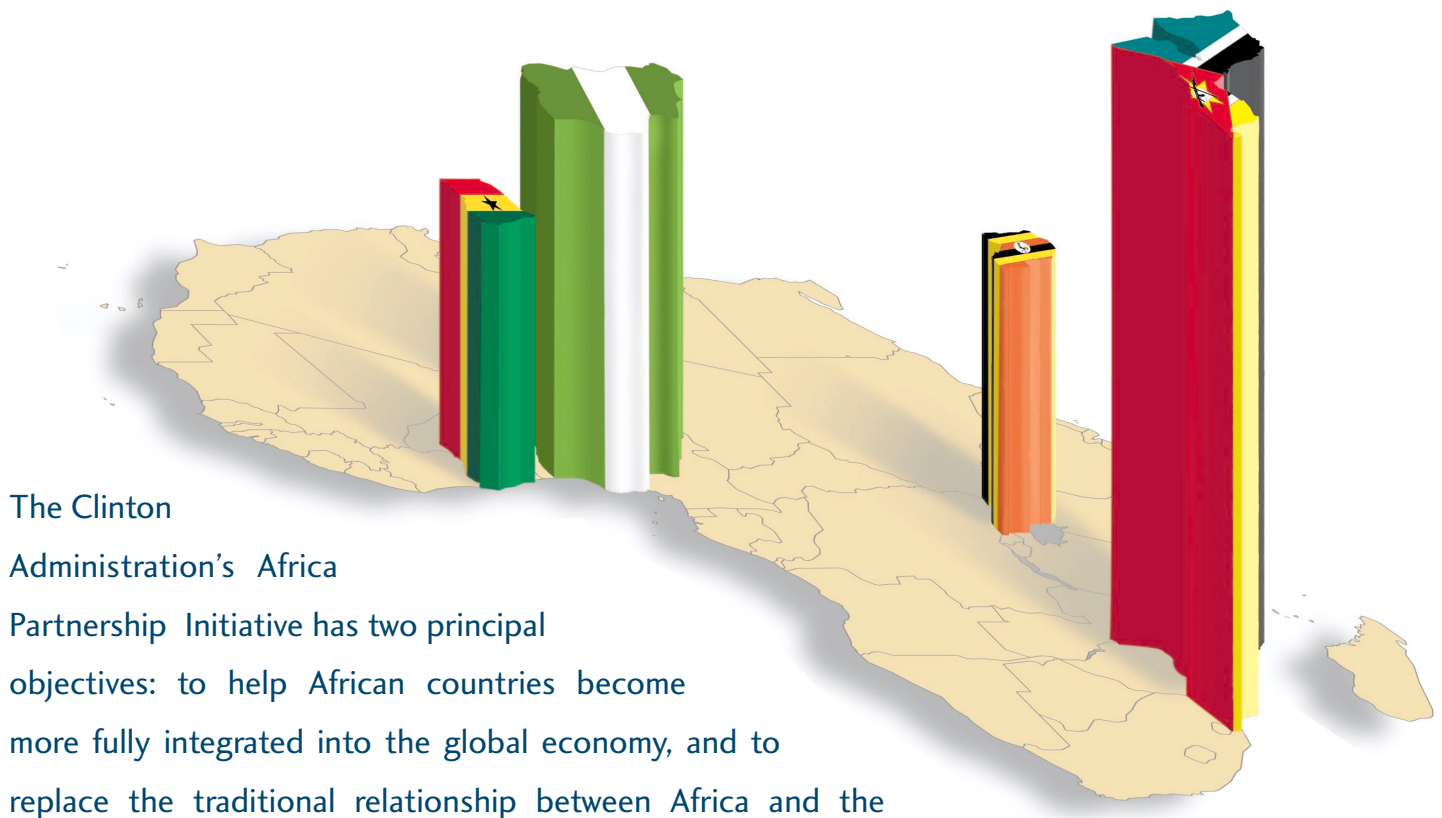 The Clinton
Administration’s Africa
Partnership Initiative has two principal
objectives: to help African countries become
more fully integrated into the global economy, and to
replace the traditional relationship between Africa and the